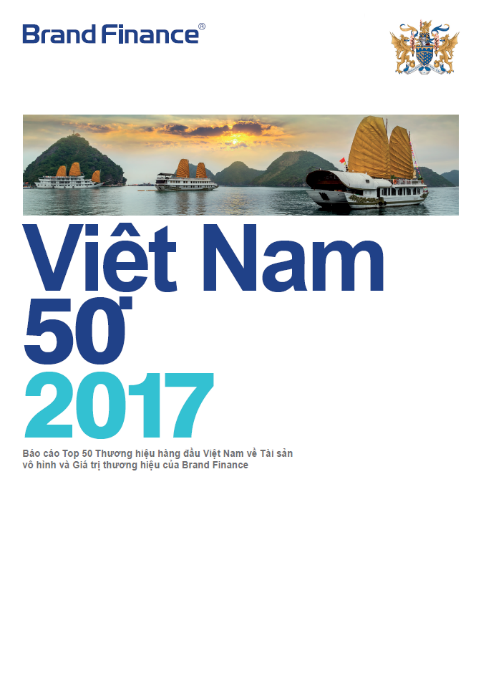 Brand Finance®
Việt Nam
50
2017
Báo cáo Top 50 Thương hiệu hàng đầu Việt Nam về Tài sản
vô hình và Giá trị thương hiệu của Brand Finance